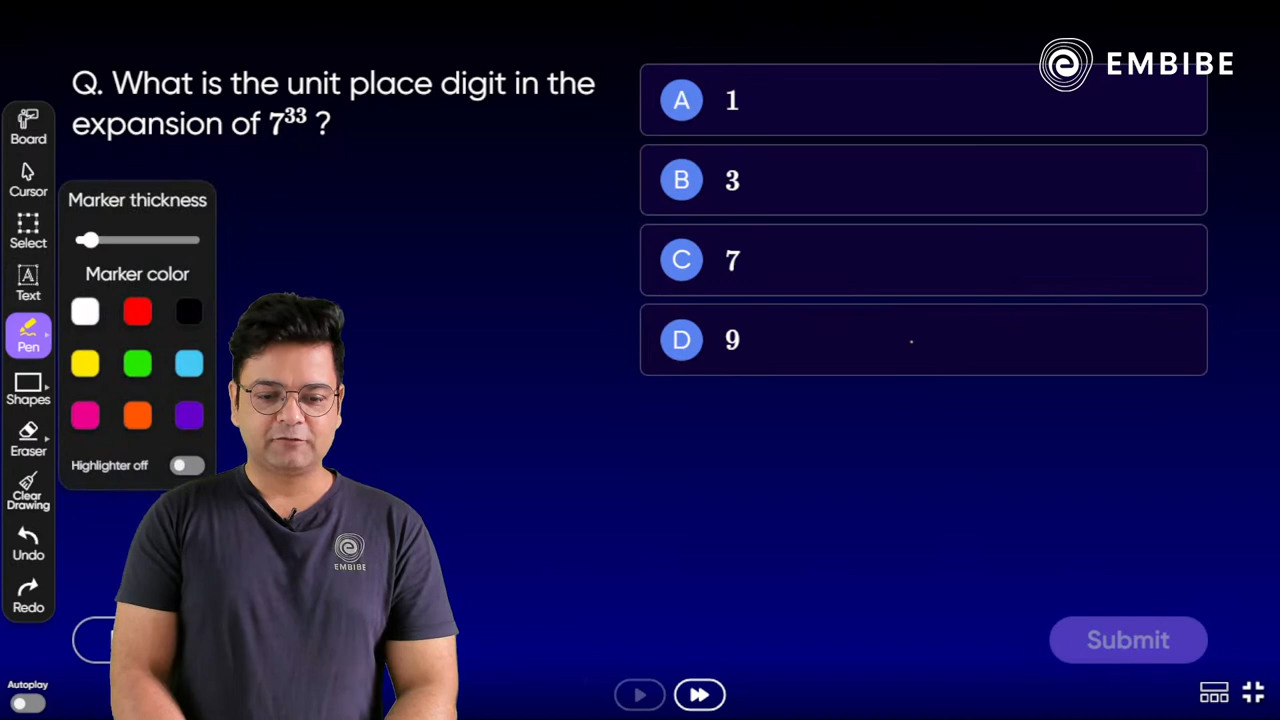 EMBIBE
Q. What is the unit place digit in the
expansion of 7³³ ?
A 1
B 3
C 7
D 9
Board
Cursor
Select
A
Text
Pen
Shapes
Eraser
Clear
Drawing
Undo
Redo
Marker thickness
Marker color
Highlighter off
EMBIBE
Submit
Autoplay